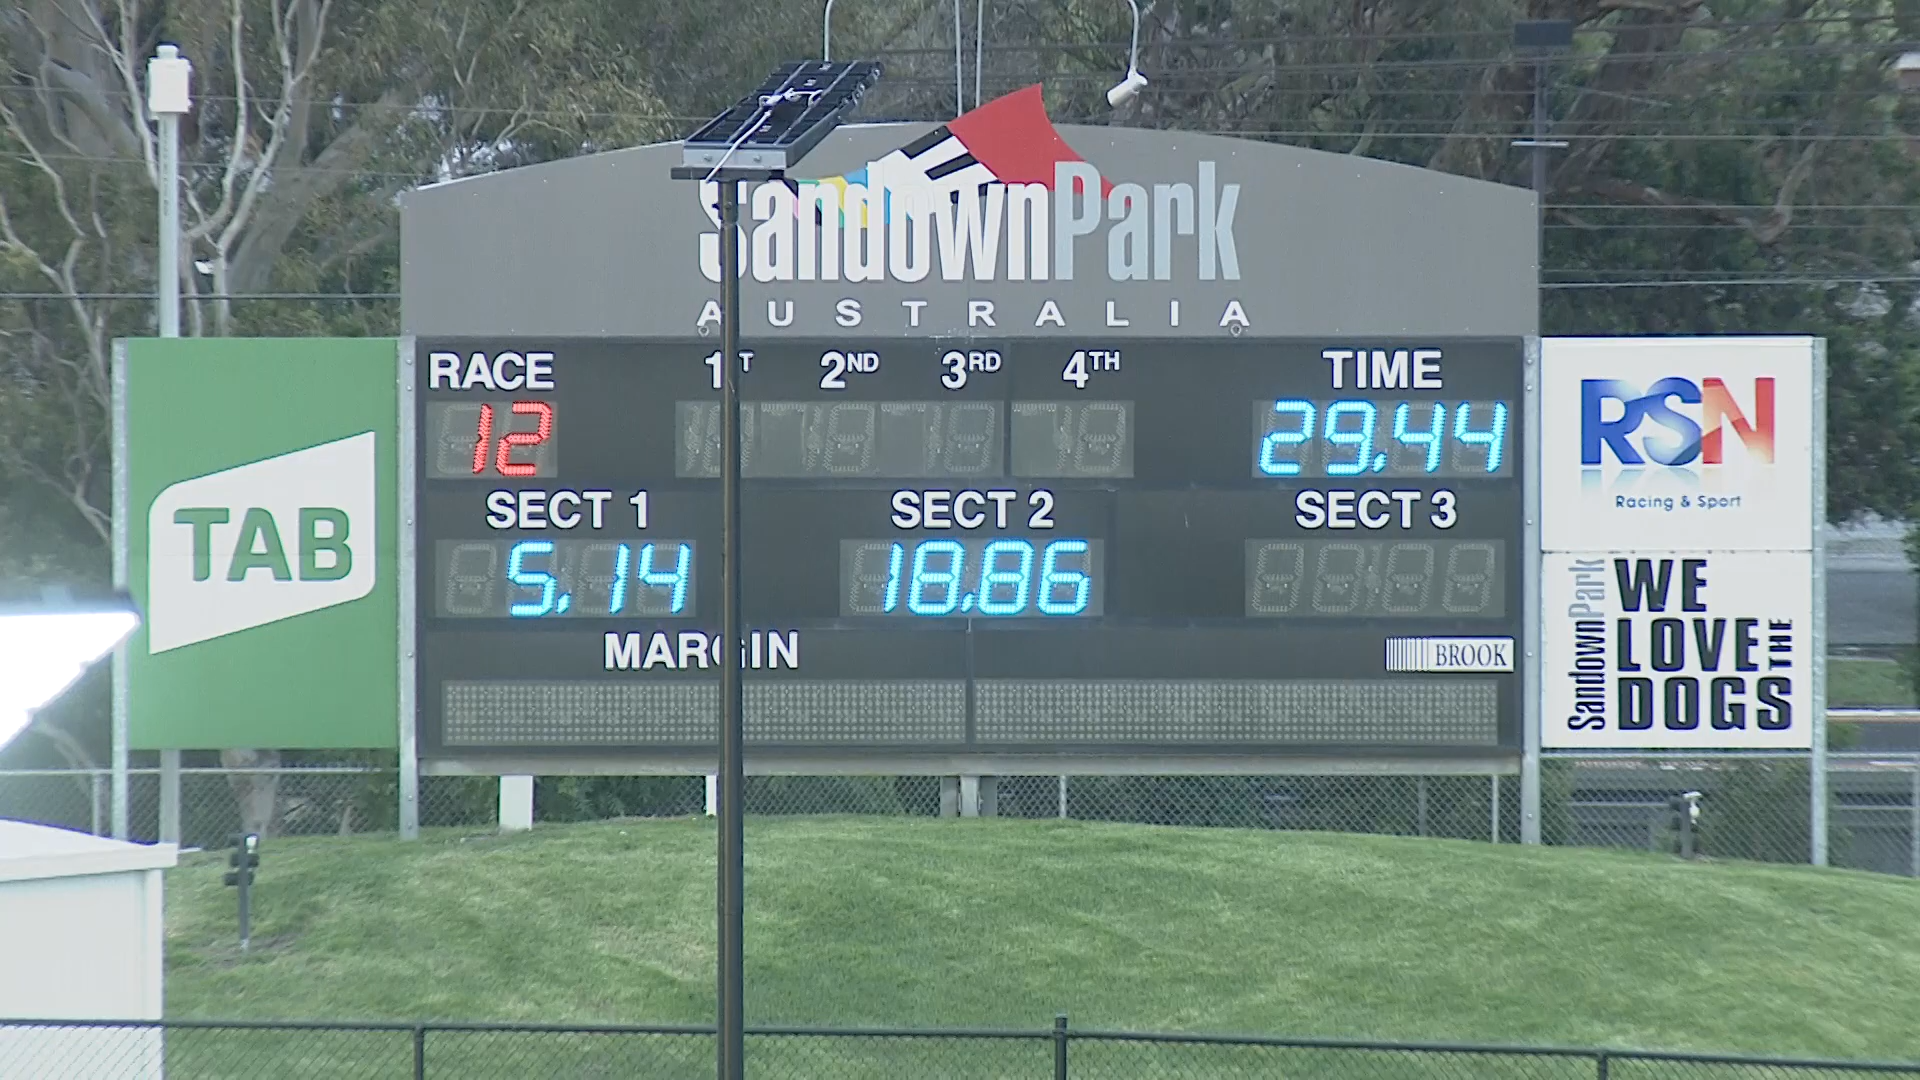 SandownPark
AUSTRALIA
RACE 1ST 2ND 3RD 4TH TIME
12 29.44
SECT 1 SECT 2 SECT 3
5.14 18.86
MARGIN
BROOK
TAB
RSN
Racing & Sport
SandownPark
WE
LOVE THE
DOGS